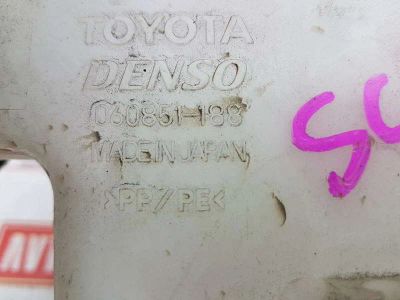 TOYOTA
DENSO
060851-188
MADE IN JAPAN
>PP/PE<